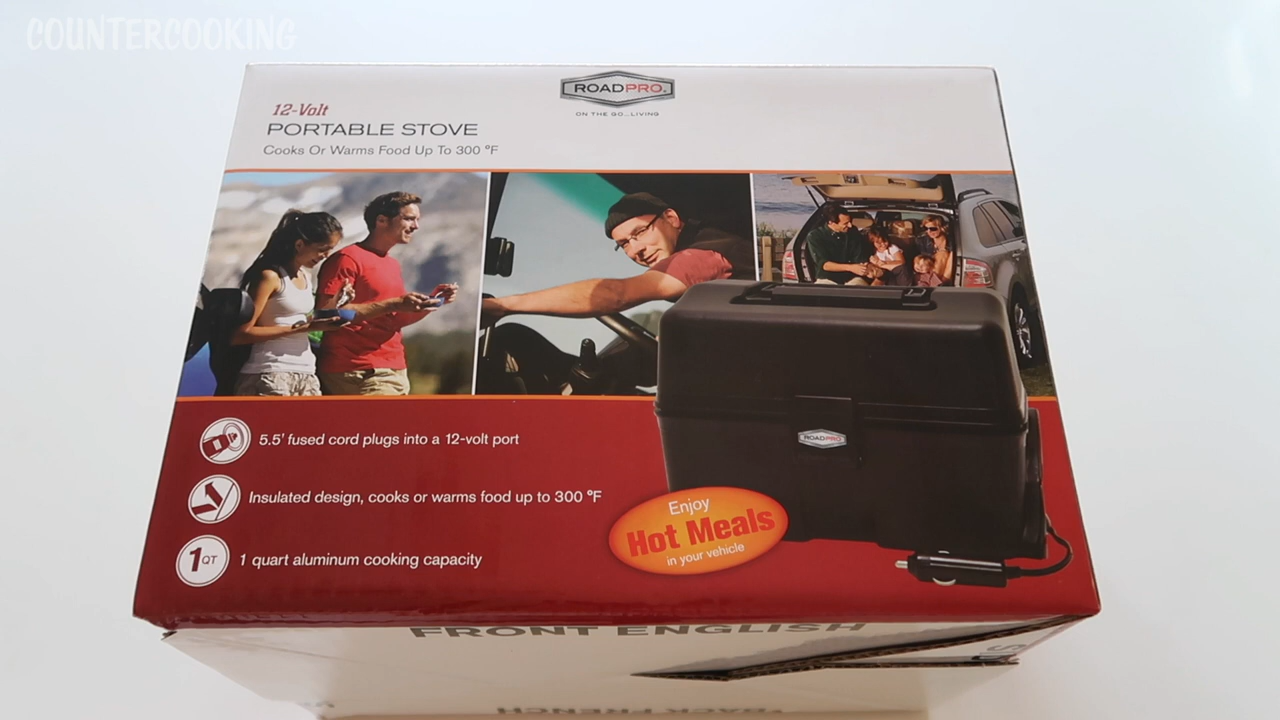 COUNTERCOOKING
ROADPRO.
ON THE GO...LIVING
12-Volt
PORTABLE STOVE
Cooks Or Warms Food Up To 300 °F
5.5' fused cord plugs into a 12-volt port
Insulated design, cooks or warms food up to 300 °F
1QT
1 quart aluminum cooking capacity
ROADPRO
Enjoy
Hot Meals
in your vehicle
FRONT ENGLISH
BACK FRENCH